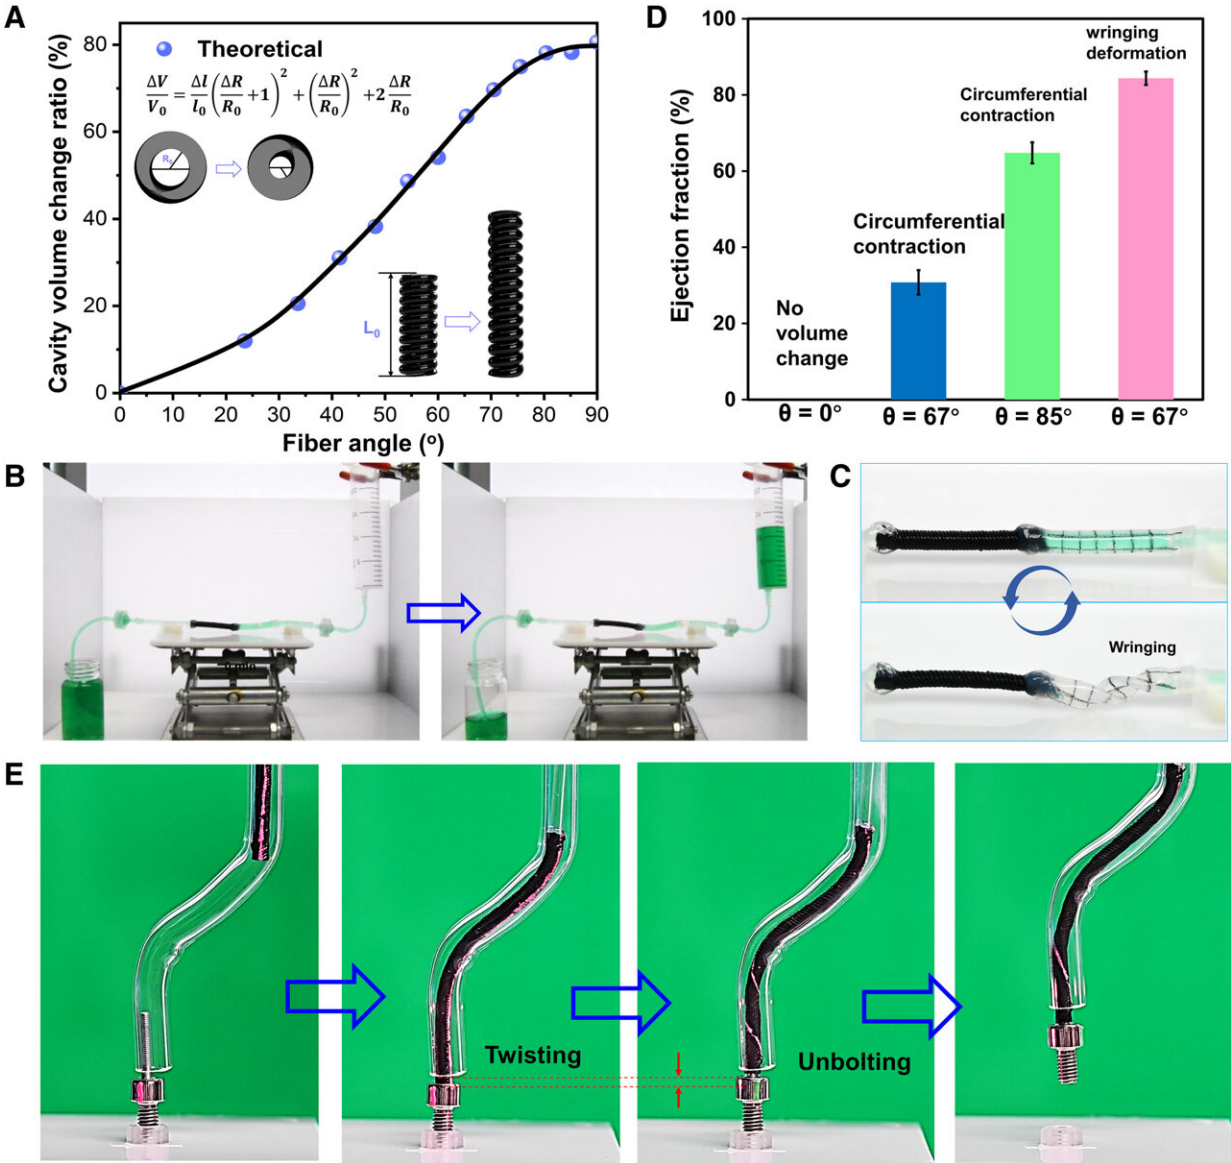 A
Cavity volume change ratio (%)
80
60
40
20
0
Theoretical
ΔV/V₀ = Δl/l₀ (ΔR/R₀ +1)² + (ΔR/R₀)² +2 ΔR/R₀
R₀
L₀
0 10 20 30 40 50 60 70 80 90
Fiber angle (°)
D
Ejection fraction (%)
100
80
60
40
20
0
No
volume
change
Circumferential
contraction
Circumferential
contraction
wringing
deformation
θ = 0° θ = 67° θ = 85° θ = 67°
B
C
Wringing
E
Twisting
Unbolting